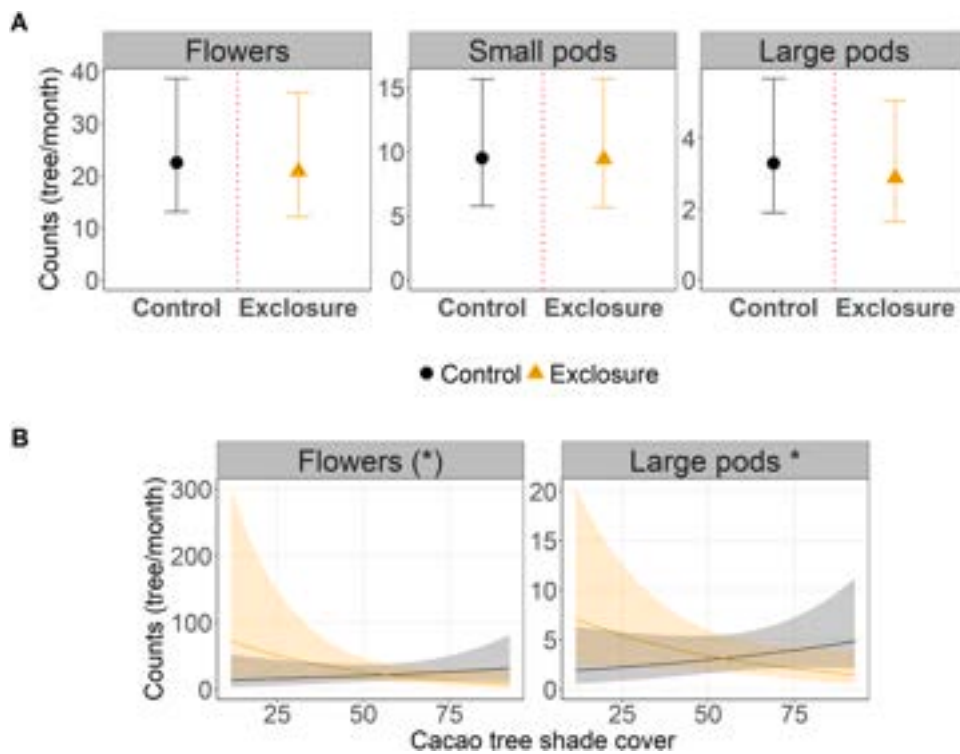 A
Flowers Small pods Large pods
Counts (tree/month)
40
30
20
10
0
15
10
5
0
4
2
0
Control Exclosure Control Exclosure Control Exclosure
Control Exclosure
B
Flowers (*) Large pods *
Counts (tree/month)
300
200
100
0
20
15
10
5
0
25 50 75 25 50 75
Cacao tree shade cover